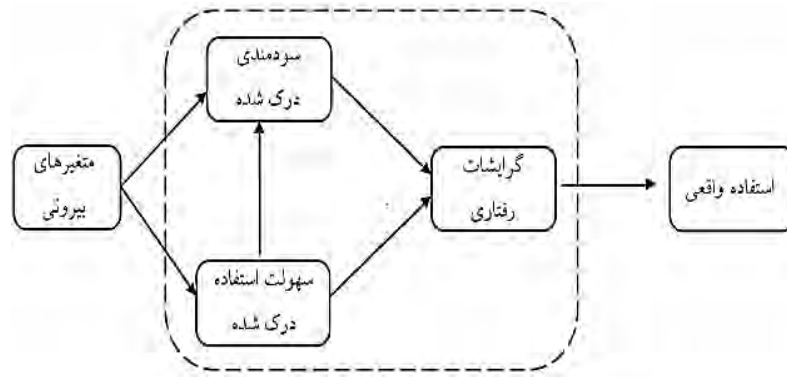 سودمندی
درک شده
متغیرهای
بیرونی
گرایشات
رفتاری
استفاده واقعی
سهولت استفاده
درک شده